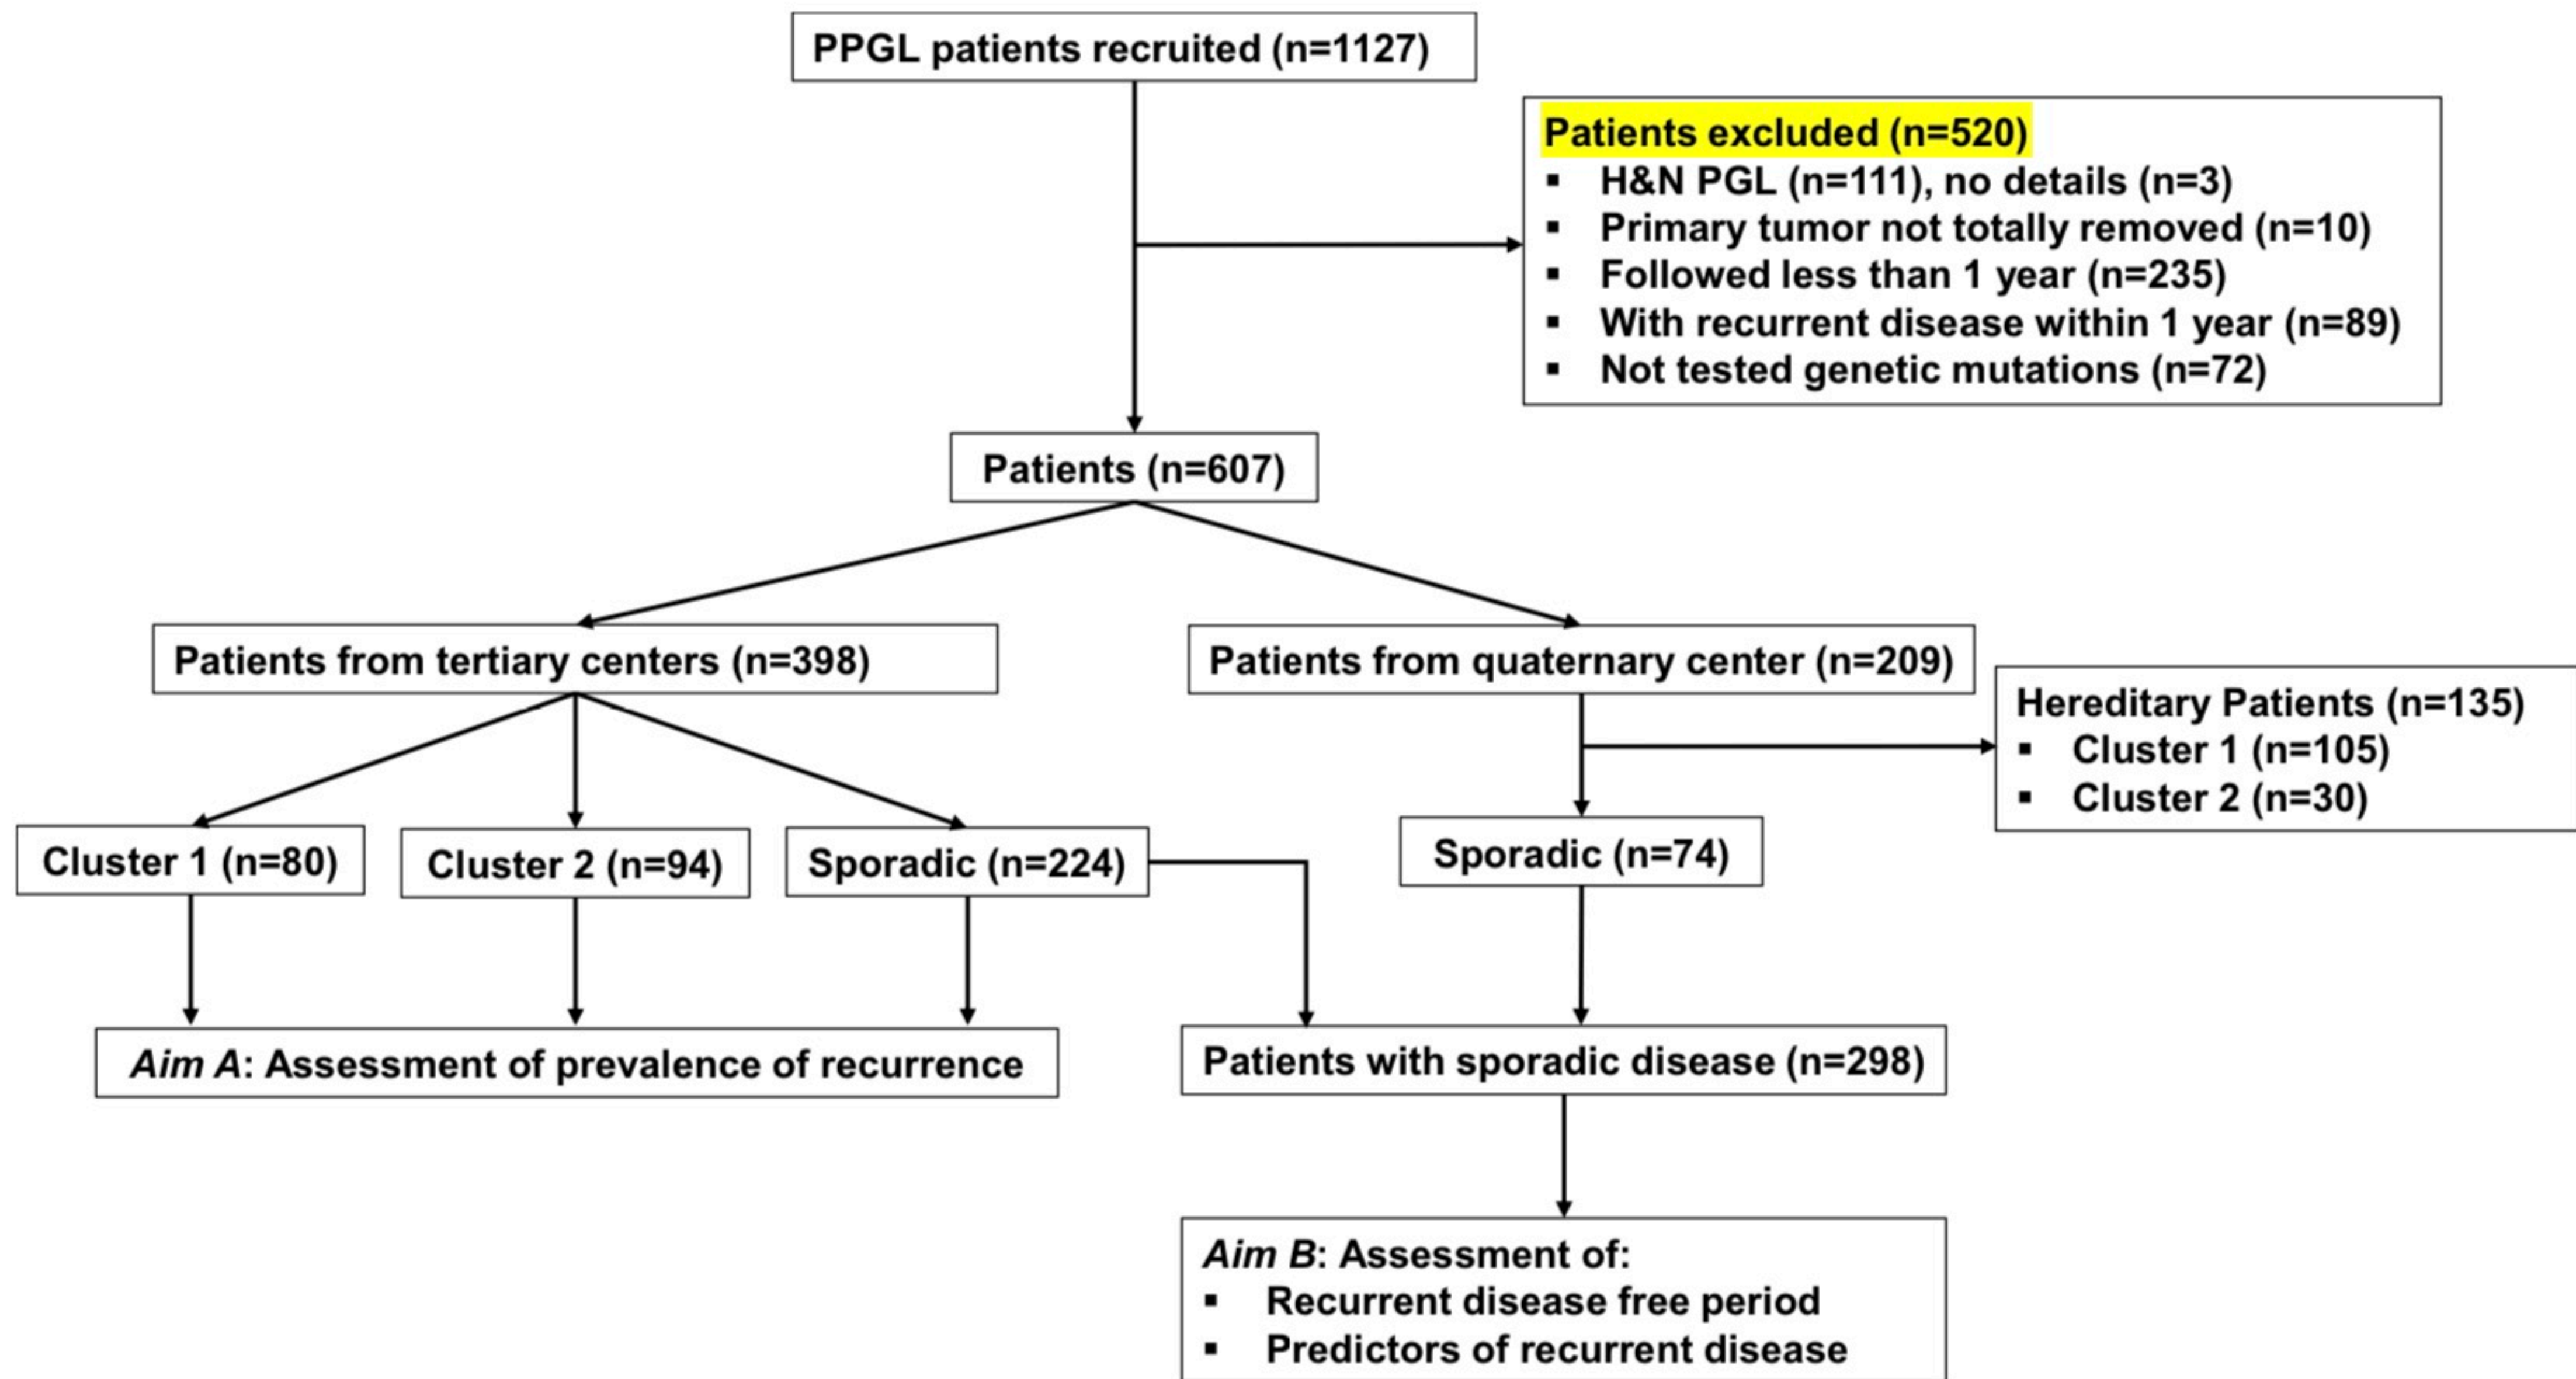 PPGL patients recruited (n=1127)
Patients excluded (n=520)
▪ H&N PGL (n=111), no details (n=3)
▪ Primary tumor not totally removed (n=10)
▪ Followed less than 1 year (n=235)
▪ With recurrent disease within 1 year (n=89)
▪ Not tested genetic mutations (n=72)
Patients (n=607)
Patients from tertiary centers (n=398)
Patients from quaternary center (n=209)
Hereditary Patients (n=135)
▪ Cluster 1 (n=105)
▪ Cluster 2 (n=30)
Cluster 1 (n=80)
Cluster 2 (n=94)
Sporadic (n=224)
Sporadic (n=74)
Aim A: Assessment of prevalence of recurrence
Patients with sporadic disease (n=298)
Aim B: Assessment of:
▪ Recurrent disease free period
▪ Predictors of recurrent disease